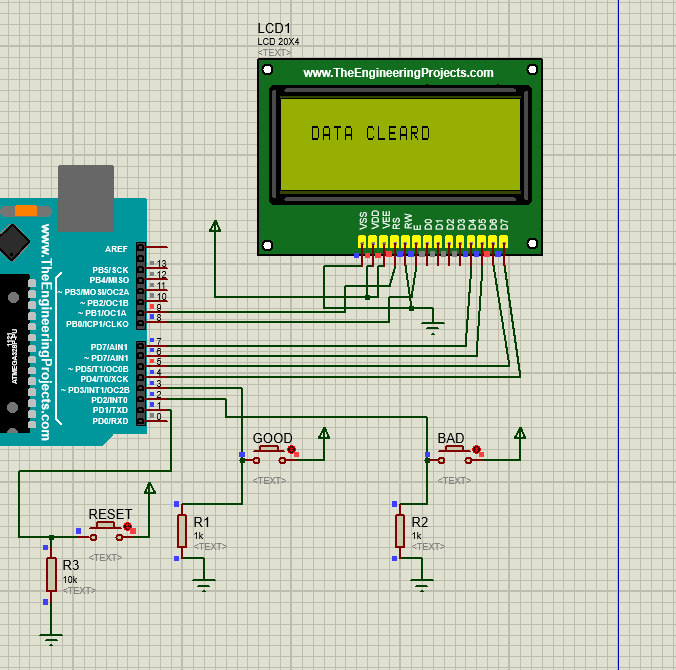 LCD1
LCD 20X4
<TEXT>
www.TheEngineeringProjects.com
DATA CLEARD
VSS
VDD
VEE
RS
RW
E
D0
D1
D2
D3
D4
D5
D6
D7
www.TheEngineeringProjects.com
ATMEGA328P-PU
1121
AREF
PB5/SCK 13
PB4/MISO 12
~ PB3/MOSI/OC2A 11
~ PB2/OC1B 10
~ PB1/OC1A 9
PB0/ICP1/CLKO 8
PD7/AIN1 7
~ PD7/AIN1 6
~ PD5/T1/OC0B 5
PD4/T0/XCK 4
~ PD3/INT1/OC2B 3
PD2/INT0 2
PD1/TXD 1
PD0/RXD 0
GOOD
<TEXT>
BAD
<TEXT>
RESET
<TEXT>
R1
1k
<TEXT>
R2
1k
<TEXT>
R3
10k
<TEXT>